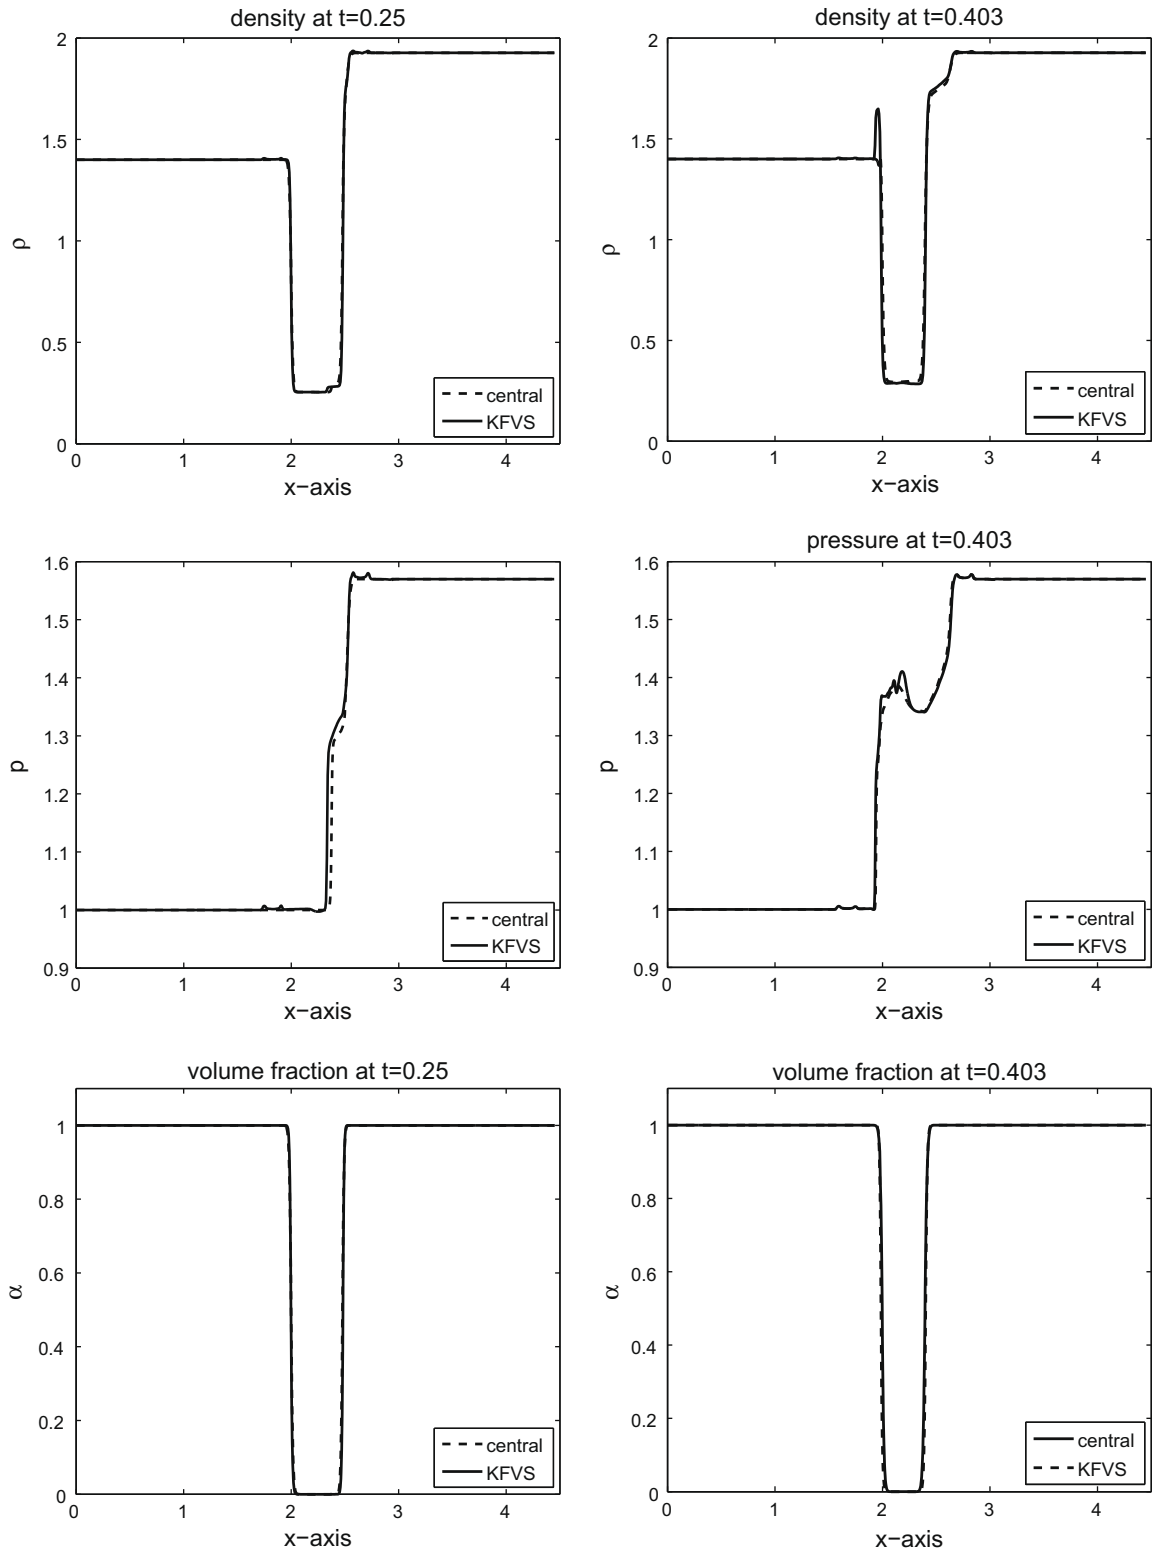 density at t=0.25
2
1.5
1
0.5
0
ρ
0 1 2 3 4
x−axis
central
KFVS
density at t=0.403
2
1.5
1
0.5
0
ρ
0 1 2 3 4
x−axis
central
KFVS
1.6
1.5
1.4
1.3
1.2
1.1
1
0.9
p
0 1 2 3 4
x−axis
central
KFVS
pressure at t=0.403
1.6
1.5
1.4
1.3
1.2
1.1
1
0.9
p
0 1 2 3 4
x−axis
central
KFVS
volume fraction at t=0.25
1
0.8
0.6
0.4
0.2
0
α
0 1 2 3 4
x−axis
central
KFVS
volume fraction at t=0.403
1
0.8
0.6
0.4
0.2
0
α
0 1 2 3 4
x−axis
central
KFVS